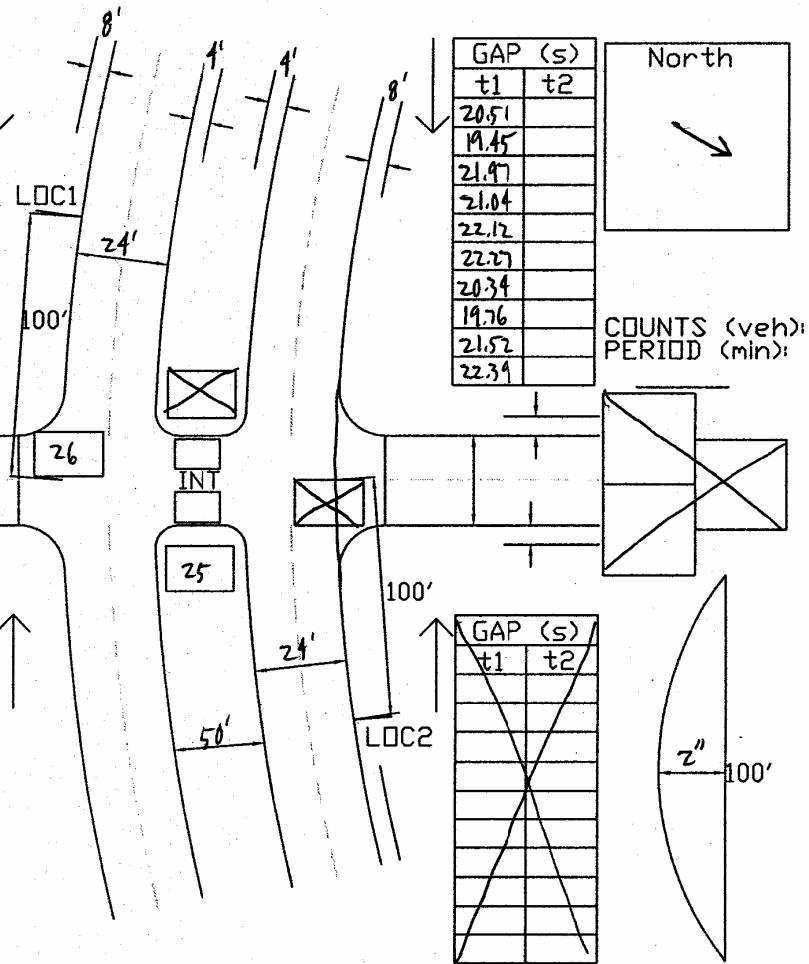 8'
4'
4'
8'
GAP (s)
t1 t2
20.51
19.45
21.97
21.04
22.12
22.27
20.34
19.76
21.52
22.39
North
LOC1
24'
100'
COUNTS (veh):
PERIOD (min):
26
INT
25
100'
24'
50'
LOC2
GAP (s)
t1 t2
2"
100'